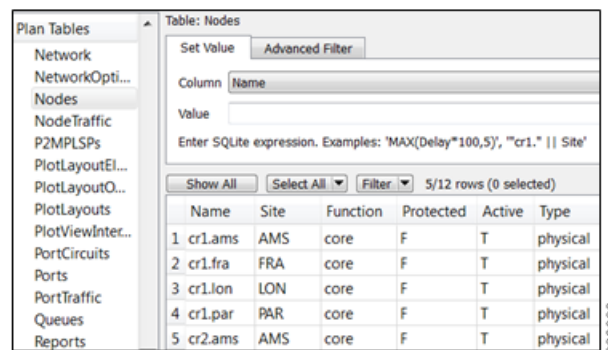 Plan Tables
Network
NetworkOpti...
Nodes
NodeTraffic
P2MPLSPs
PlotLayoutEl...
PlotLayoutO...
PlotLayouts
PlotViewInter...
PortCircuits
Ports
PortTraffic
Queues
Reports
Table: Nodes
Set Value Advanced Filter
Column Name
Value
Enter SQLite expression. Examples: 'MAX(Delay*100,5)', '"cr1." || Site'
Show All Select All Filter 5/12 rows (0 selected)
Name Site Function Protected Active Type
1 cr1.ams AMS core F T physical
2 cr1.fra FRA core F T physical
3 cr1.lon LON core F T physical
4 cr1.par PAR core F T physical
5 cr2.ams AMS core F T physical